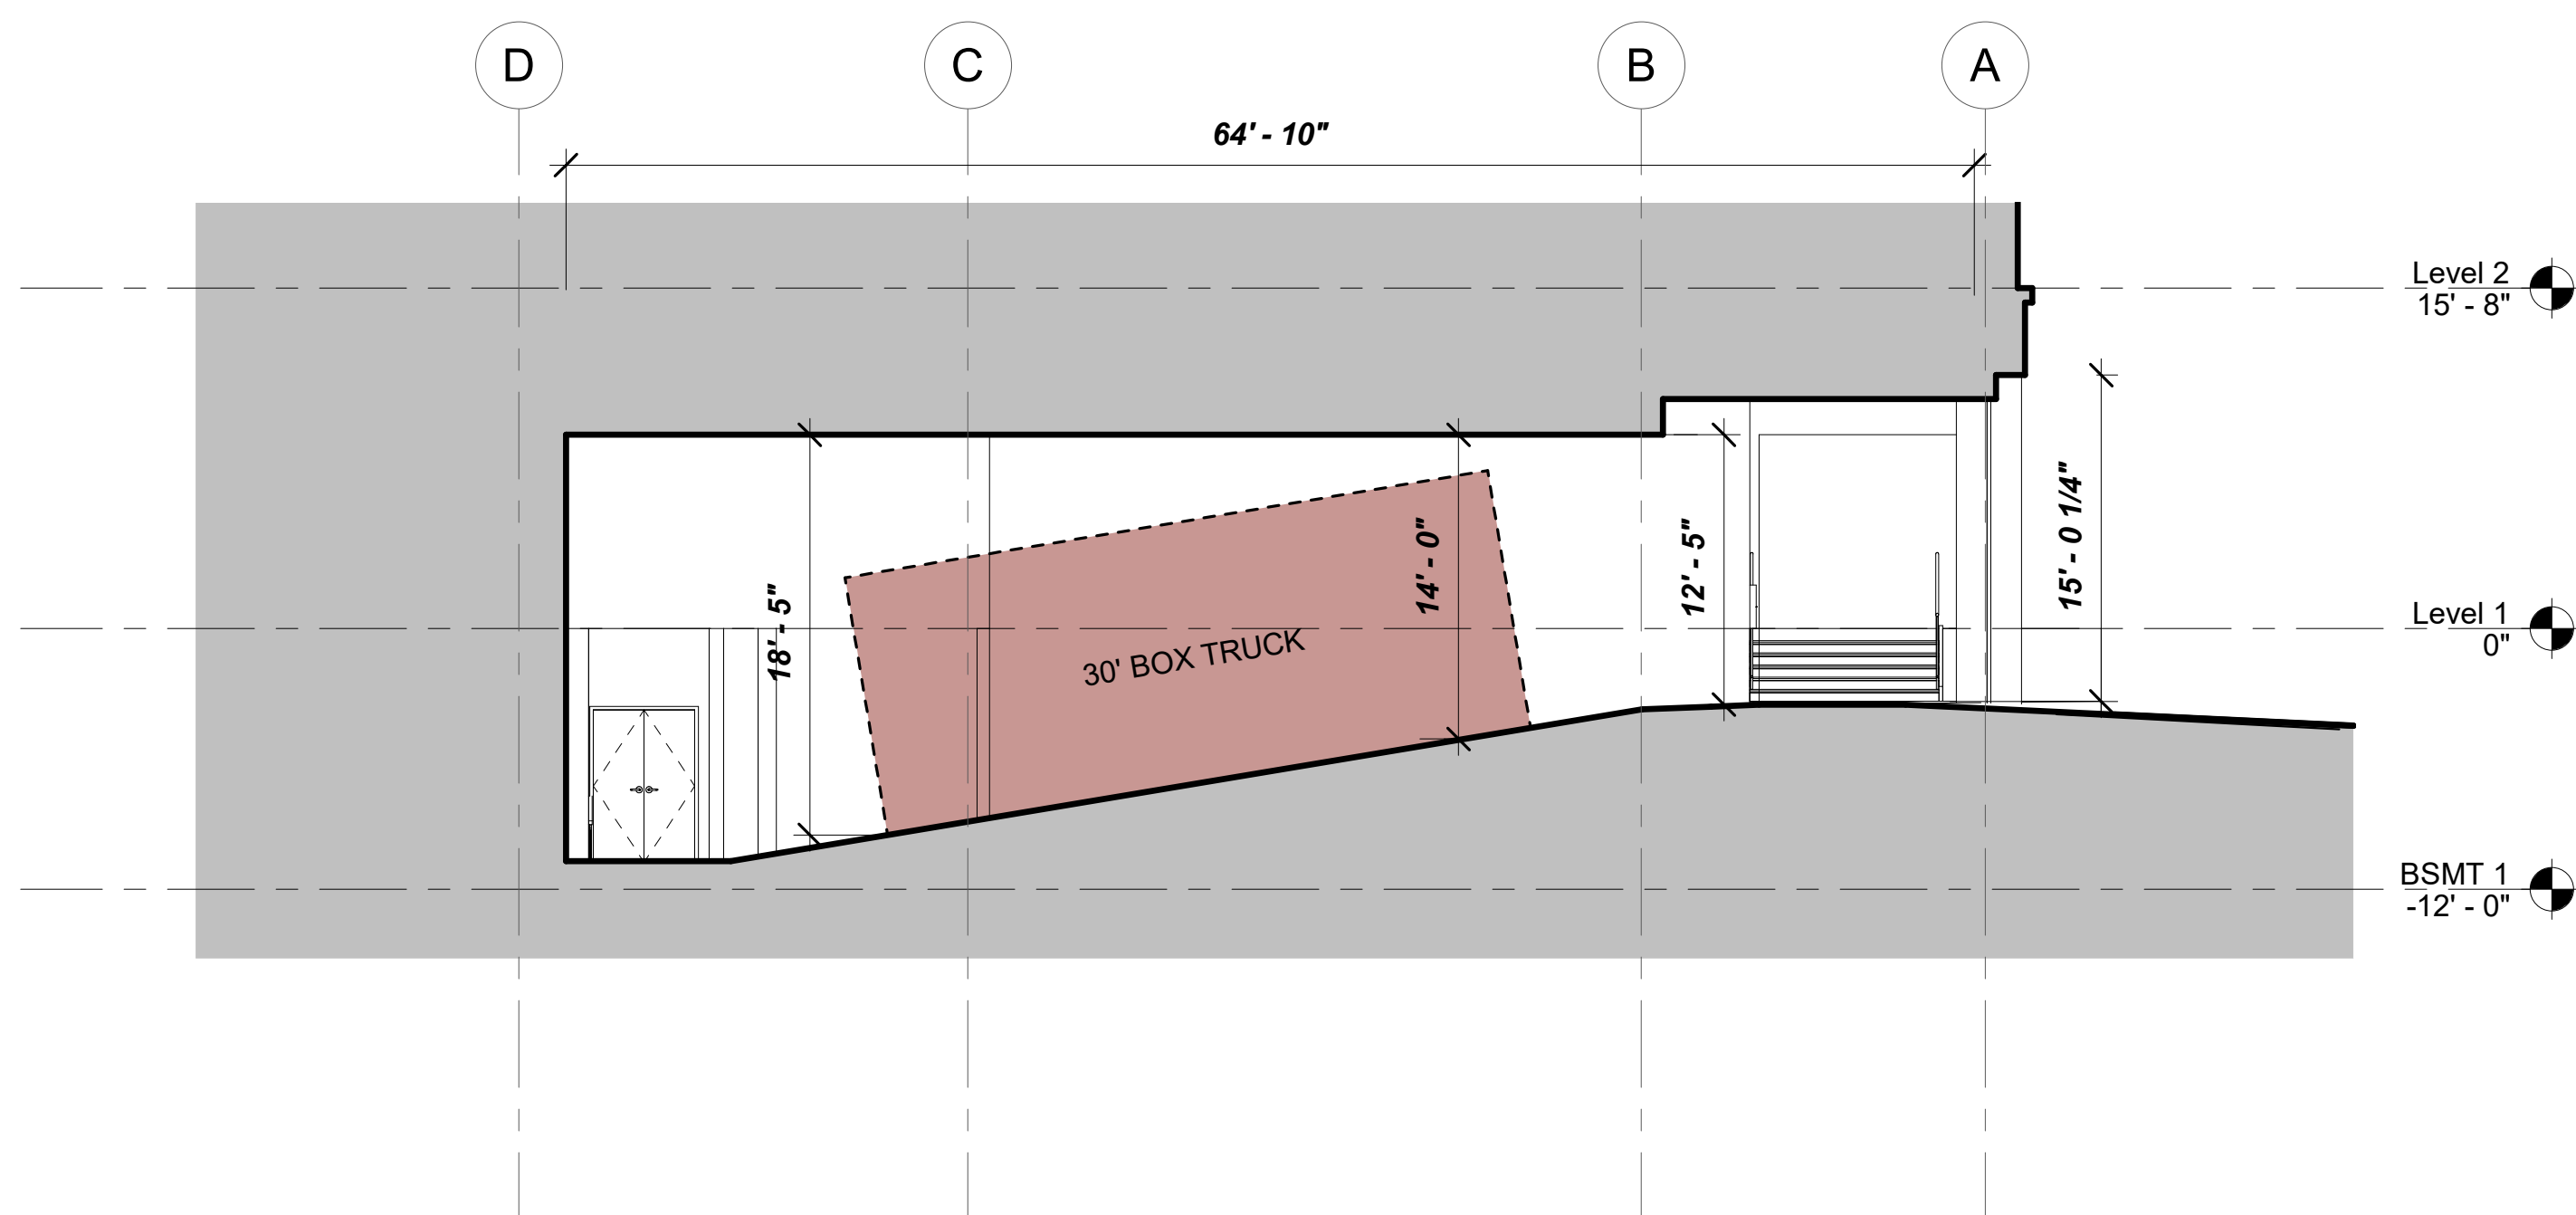 D
C
B
A
64' - 10"
Level 2
15' - 8"
18' - 5"
14' - 0"
12' - 5"
15' - 0 1/4"
30' BOX TRUCK
Level 1
0"
BSMT 1
-12' - 0"